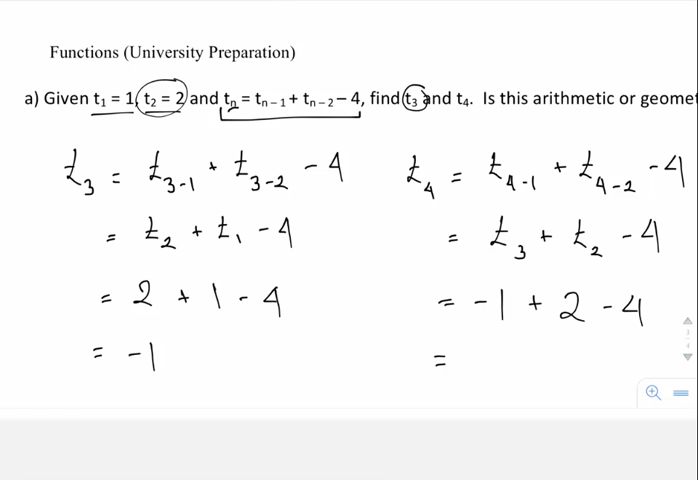 Functions (University Preparation)
a) Given t₁ = 1, t₂ = 2 and tₙ = tₙ₋₁ + tₙ₋₂ – 4, find t₃ and t₄. Is this arithmetic or geomet
t₃ = t₃₋₁ + t₃₋₂ - 4
= t₂ + t₁ - 4
= 2 + 1 - 4
= -1
t₄ = t₄₋₁ + t₄₋₂ - 4
= t₃ + t₂ - 4
= -1 + 2 - 4
=